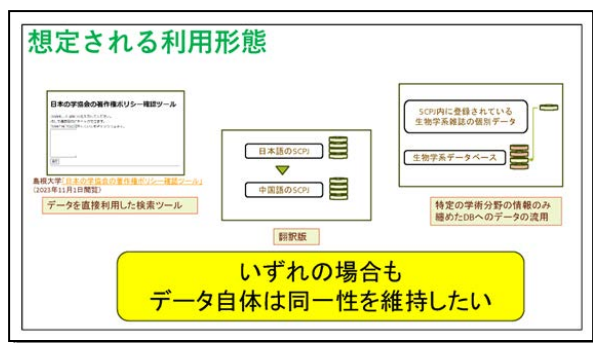 想定される利用形態
日本の学協会の著作権ポリシー確認ツール
島根大学「日本の学協会の著作権ポリシー確認ツール」
(2023年11月1日閲覧)
データを直接利用した検索ツール
日本語のSCPJ
中国語のSCPJ
翻訳版
SCPJ内に登録されている
生物学系雑誌の個別データ
生物学系データベース
特定の学術分野の情報のみ
纏めたDBへのデータの流用
いずれの場合も
データ自体は同一性を維持したい